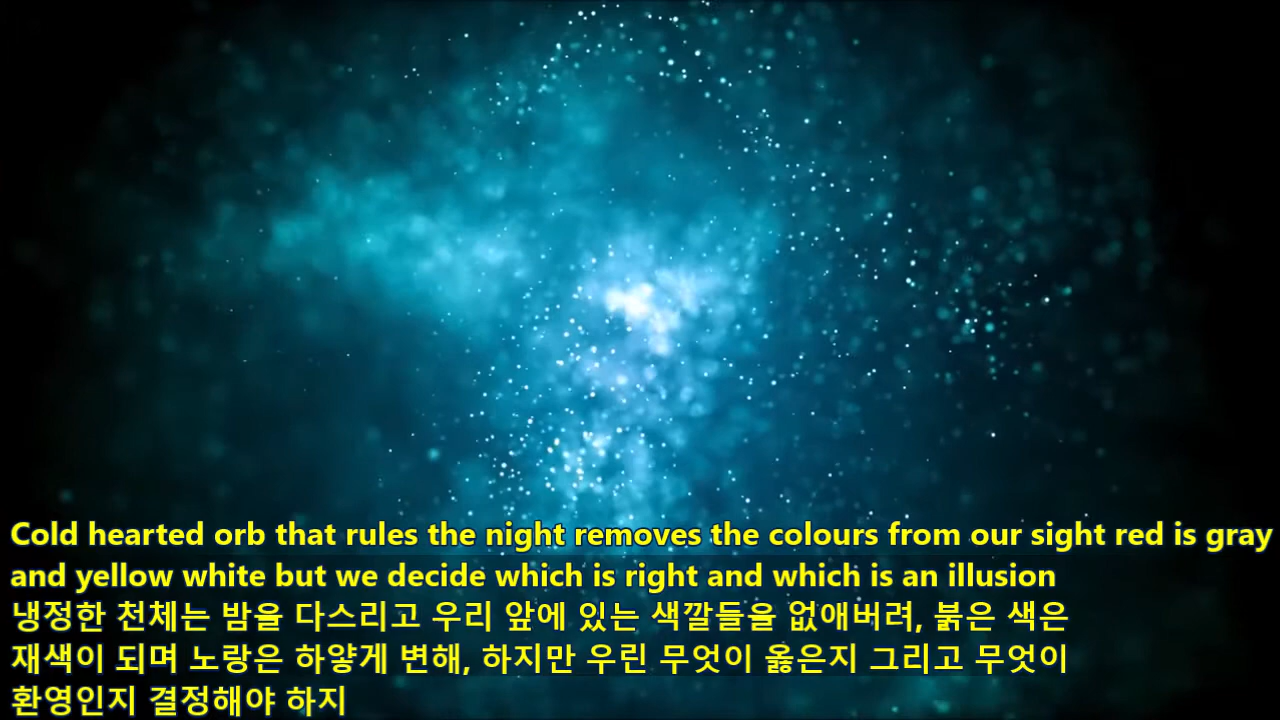 Cold hearted orb that rules the night removes the colours from our sight red is gray
and yellow white but we decide which is right and which is an illusion
냉정한 천체는 밤을 다스리고 우리 앞에 있는 색깔들을 없애버려, 붉은 색은
재색이 되며 노랑은 하얗게 변해, 하지만 우린 무엇이 옳은지 그리고 무엇이
환영인지 결정해야 하지